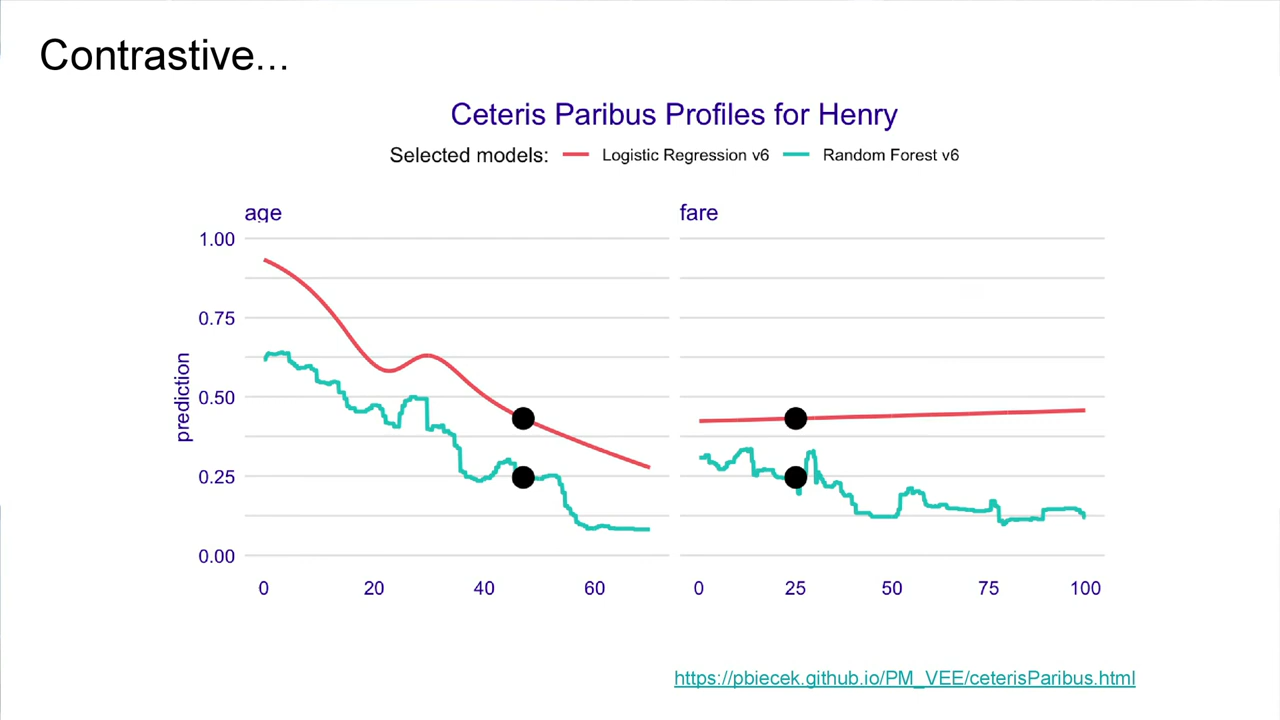 Contrastive...
Ceteris Paribus Profiles for Henry
Selected models: Logistic Regression v6 Random Forest v6
age fare
1.00
0.75
0.50
0.25
0.00
prediction
0 20 40 60 0 25 50 75 100
https://pbiecek.github.io/PM_VEE/ceterisParibus.html